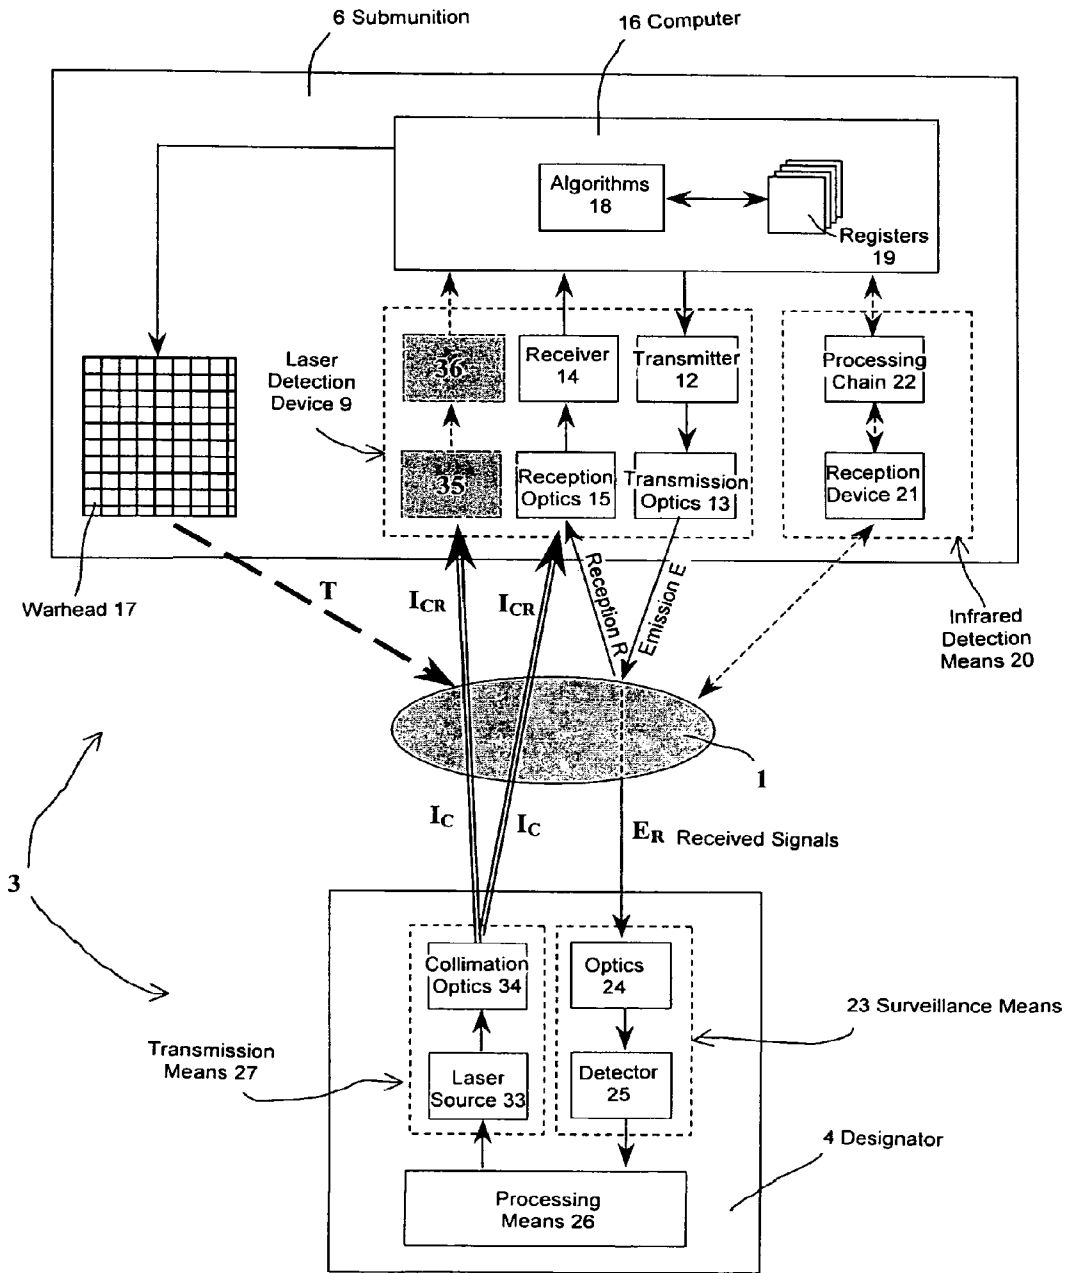 6 Submunition
16 Computer
Algorithms
18
Registers
19
Laser
Detection
Device 9
36
Receiver
14
Transmitter
12
Processing
Chain 22
35
Reception
Optics 15
Transmission
Optics 13
Reception
Device 21
Warhead 17
T
ICR
ICR
Reception R
Emission E
Infrared
Detection
Means 20
1
IC
IC
ER Received Signals
3
Collimation
Optics 34
Optics
24
23 Surveillance Means
Transmission
Means 27
Laser
Source 33
Detector
25
4 Designator
Processing
Means 26